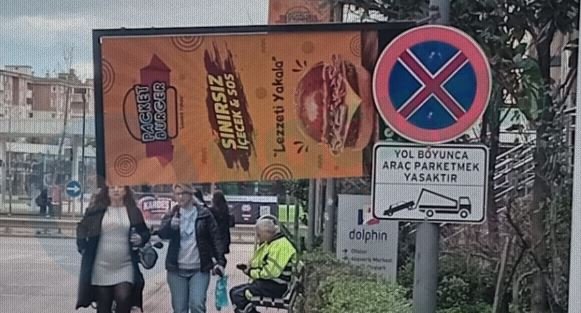 PACKET
BURGER
SINIRSIZ
İÇECEK & SOS
"Lezzeti Yakala"
YOL BOYUNCA
ARAÇ PARKETMEK
YASAKTIR
dolphin